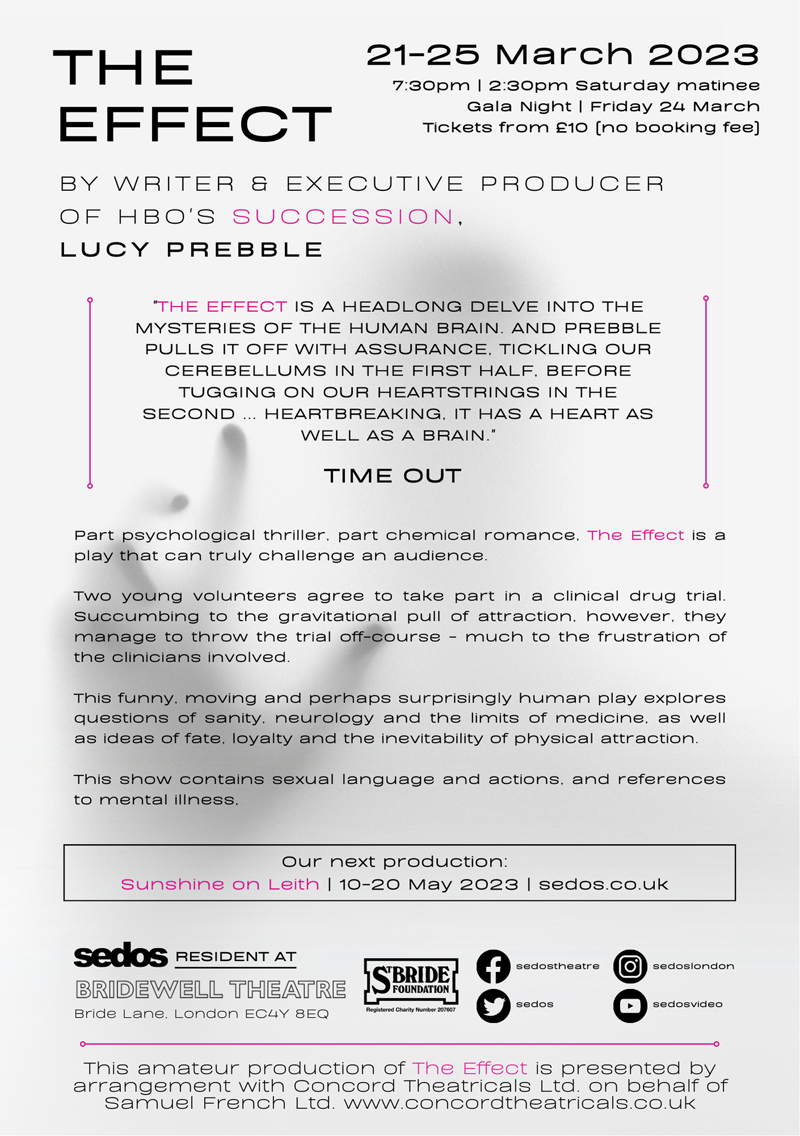 THE
EFFECT
21-25 March 2023
7:30pm | 2:30pm Saturday matinee
Gala Night | Friday 24 March
Tickets from £10 (no booking fee)
BY WRITER & EXECUTIVE PRODUCER
OF HBO'S SUCCESSION,
LUCY PREBBLE
"THE EFFECT IS A HEADLONG DELVE INTO THE
MYSTERIES OF THE HUMAN BRAIN. AND PREBBLE
PULLS IT OFF WITH ASSURANCE, TICKLING OUR
CEREBELLUMS IN THE FIRST HALF, BEFORE
TUGGING ON OUR HEARTSTRINGS IN THE
SECOND ... HEARTBREAKING, IT HAS A HEART AS
WELL AS A BRAIN."
TIME OUT
Part psychological thriller, part chemical romance, The Effect is a
play that can truly challenge an audience.
Two young volunteers agree to take part in a clinical drug trial.
Succumbing to the gravitational pull of attraction, however, they
manage to throw the trial off-course - much to the frustration of
the clinicians involved.
This funny, moving and perhaps surprisingly human play explores
questions of sanity, neurology and the limits of medicine, as well
as ideas of fate, loyalty and the inevitability of physical attraction.
This show contains sexual language and actions, and references
to mental illness,
Our next production:
Sunshine on Leith | 10-20 May 2023 | sedos.co.uk
sedos RESIDENT AT
BRIDEWELL THEATRE
Bride Lane, London EC4Y 8EQ
ST BRIDE
FOUNDATION
Registered Charity Number 207607
sedostheatre
sedoslondon
sedos
sedosvideo
This amateur production of The Effect is presented by
arrangement with Concord Theatricals Ltd. on behalf of
Samuel French Ltd. www.concordtheatricals.co.uk